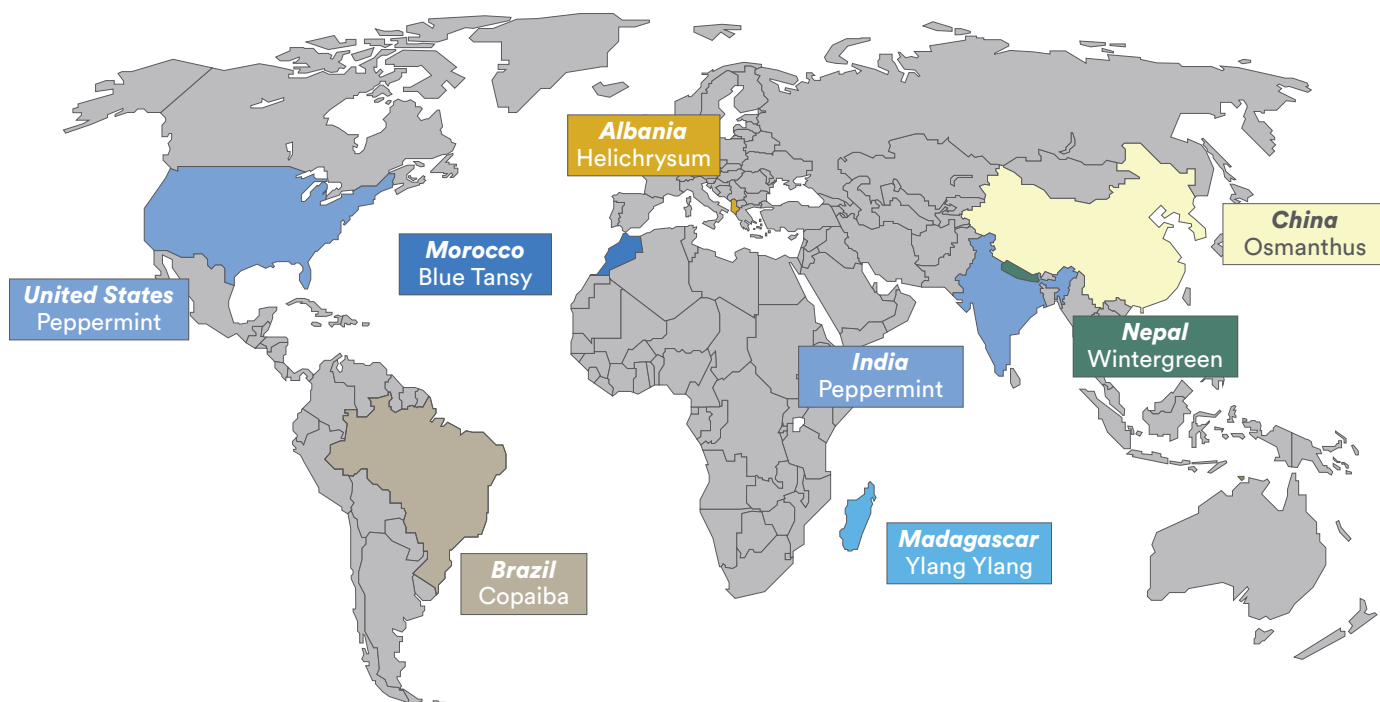 Albania
Helichrysum
China
Osmanthus
Morocco
Blue Tansy
United States
Peppermint
Nepal
Wintergreen
India
Peppermint
Madagascar
Ylang Ylang
Brazil
Copaiba